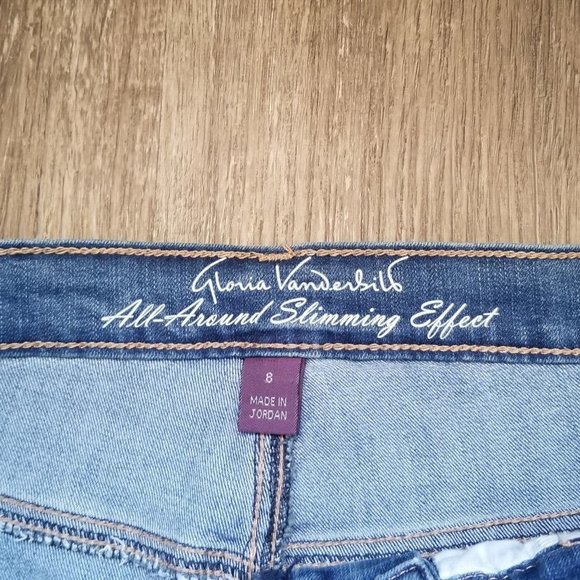 Gloria Vanderbilt
All-Around Slimming Effect
8
MADE IN
JORDAN